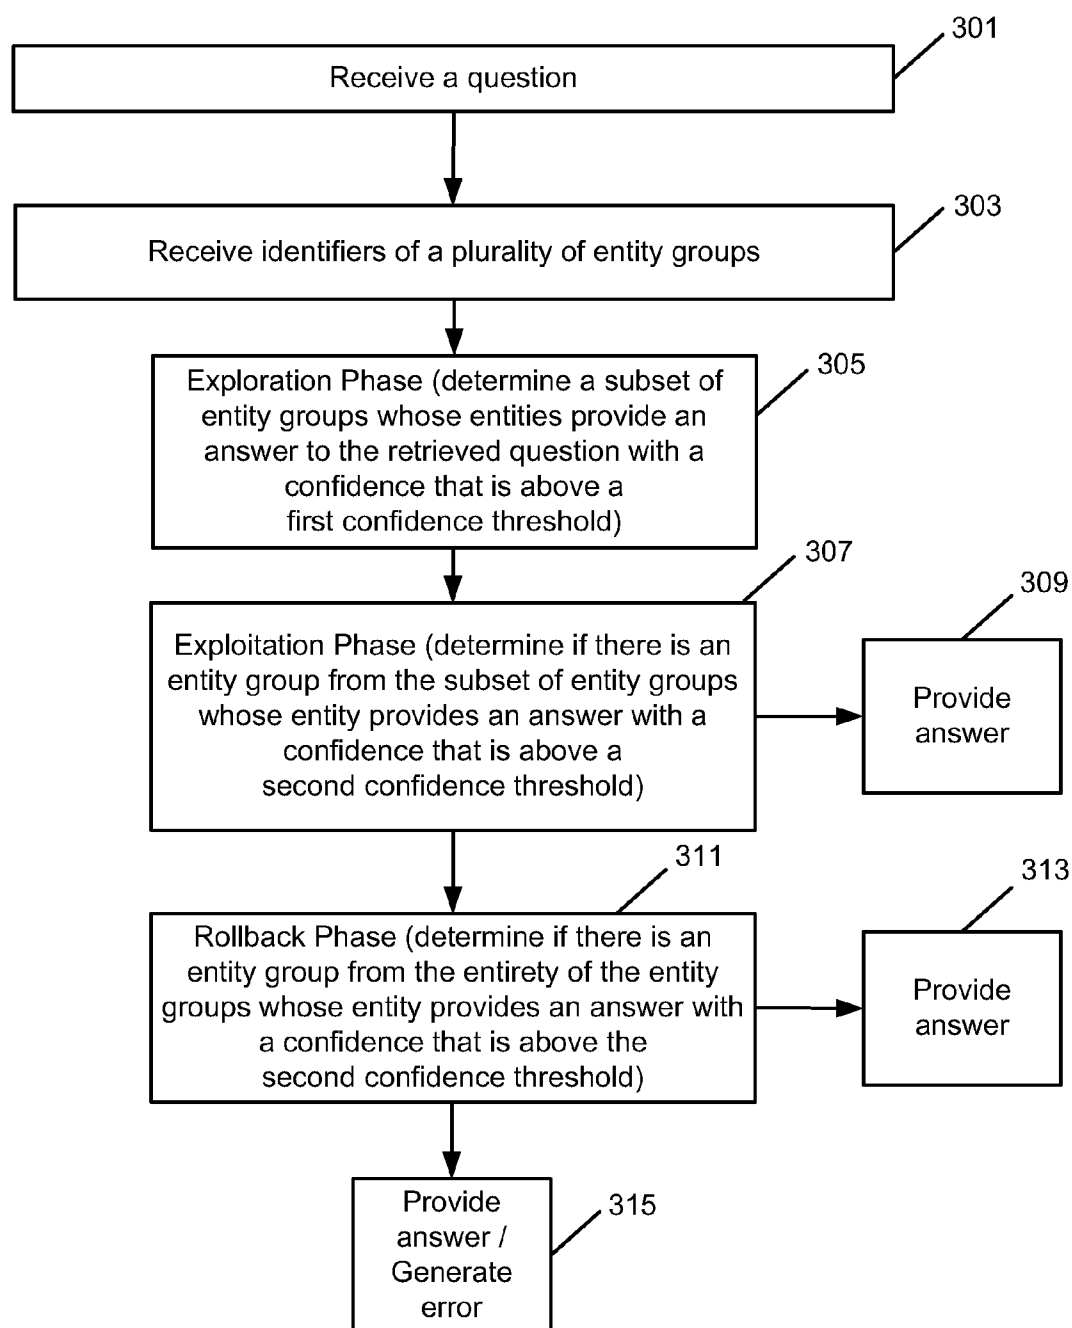 301
Receive a question
303
Receive identifiers of a plurality of entity groups
305
Exploration Phase (determine a subset of
entity groups whose entities provide an
answer to the retrieved question with a
confidence that is above a
first confidence threshold)
307
309
Exploitation Phase (determine if there is an
entity group from the subset of entity groups
whose entity provides an answer with a
confidence that is above a
second confidence threshold)
Provide
answer
311
313
Rollback Phase (determine if there is an
entity group from the entirety of the entity
groups whose entity provides an answer with
a confidence that is above the
second confidence threshold)
Provide
answer
315
Provide
answer /
Generate
error